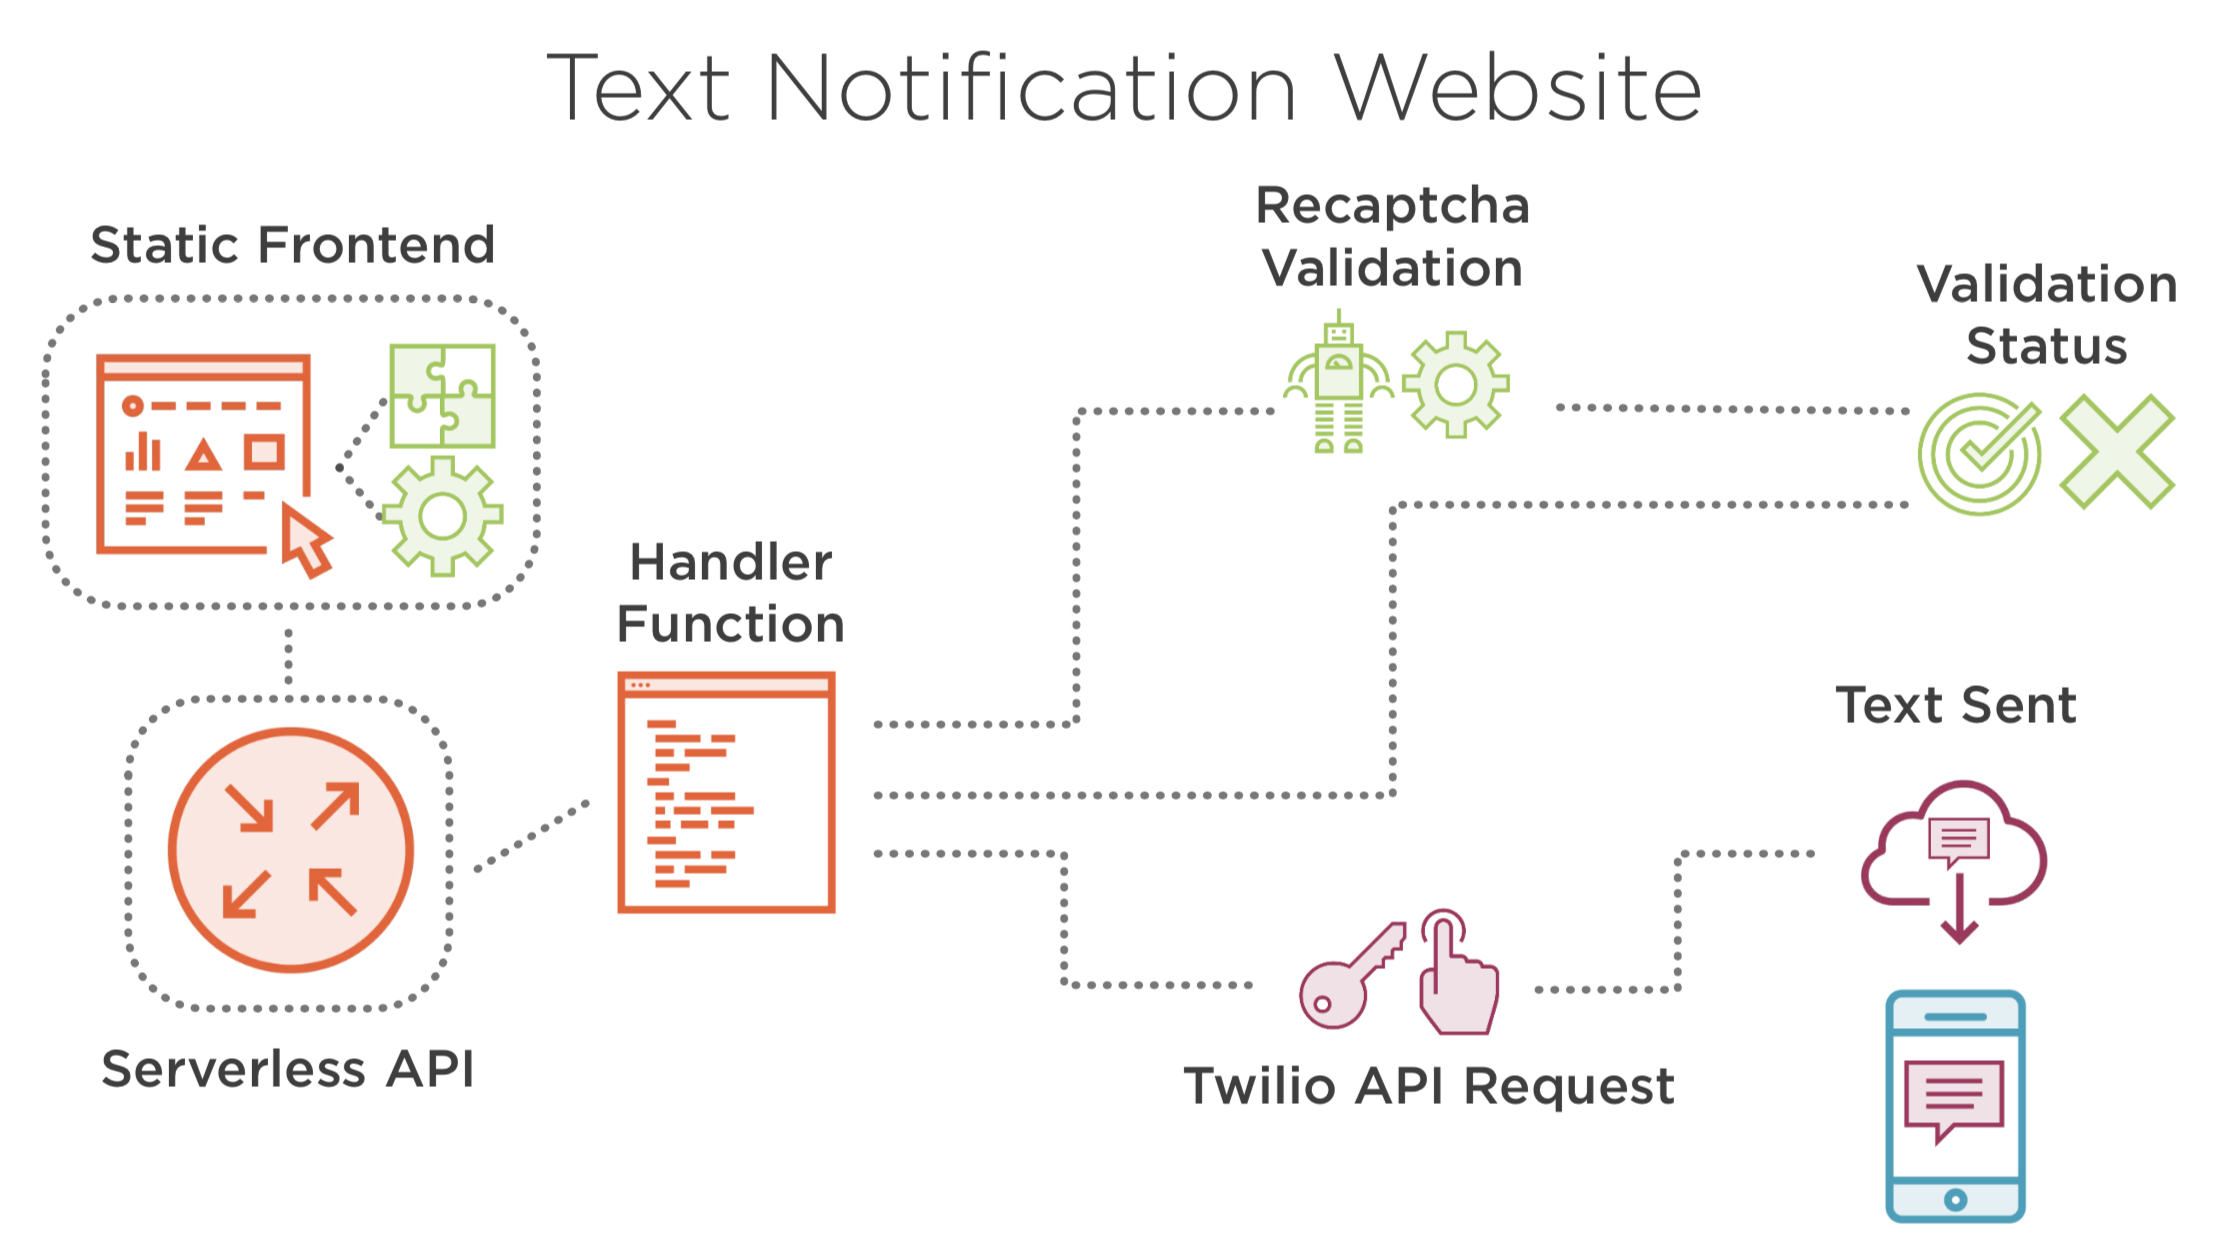 Text Notification Website
Static Frontend
Recaptcha
Validation
Validation
Status
Handler
Function
Text Sent
Serverless API
Twilio API Request